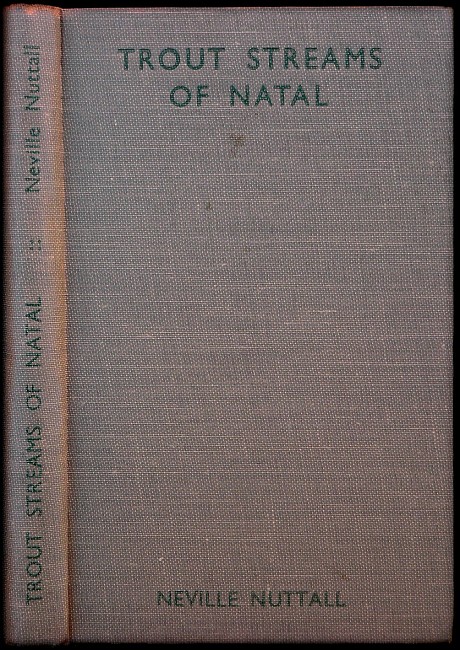 TROUT STREAMS
OF NATAL
NEVILLE NUTTALL
TROUT STREAMS OF NATAL :: Neville Nuttall